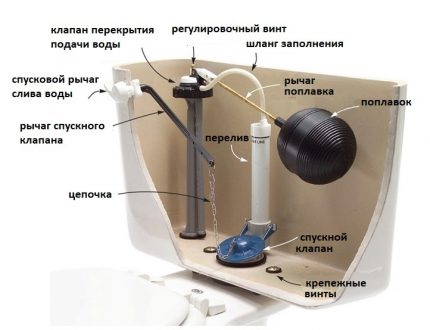 клапан перекрытия
подачи воды
регулировочный винт
шланг заполнения
спусковой рычаг
слива воды
рычаг
поплавка
поплавок
рычаг спускного
клапана
перелив
цепочка
спускной
клапан
крепежные
винты